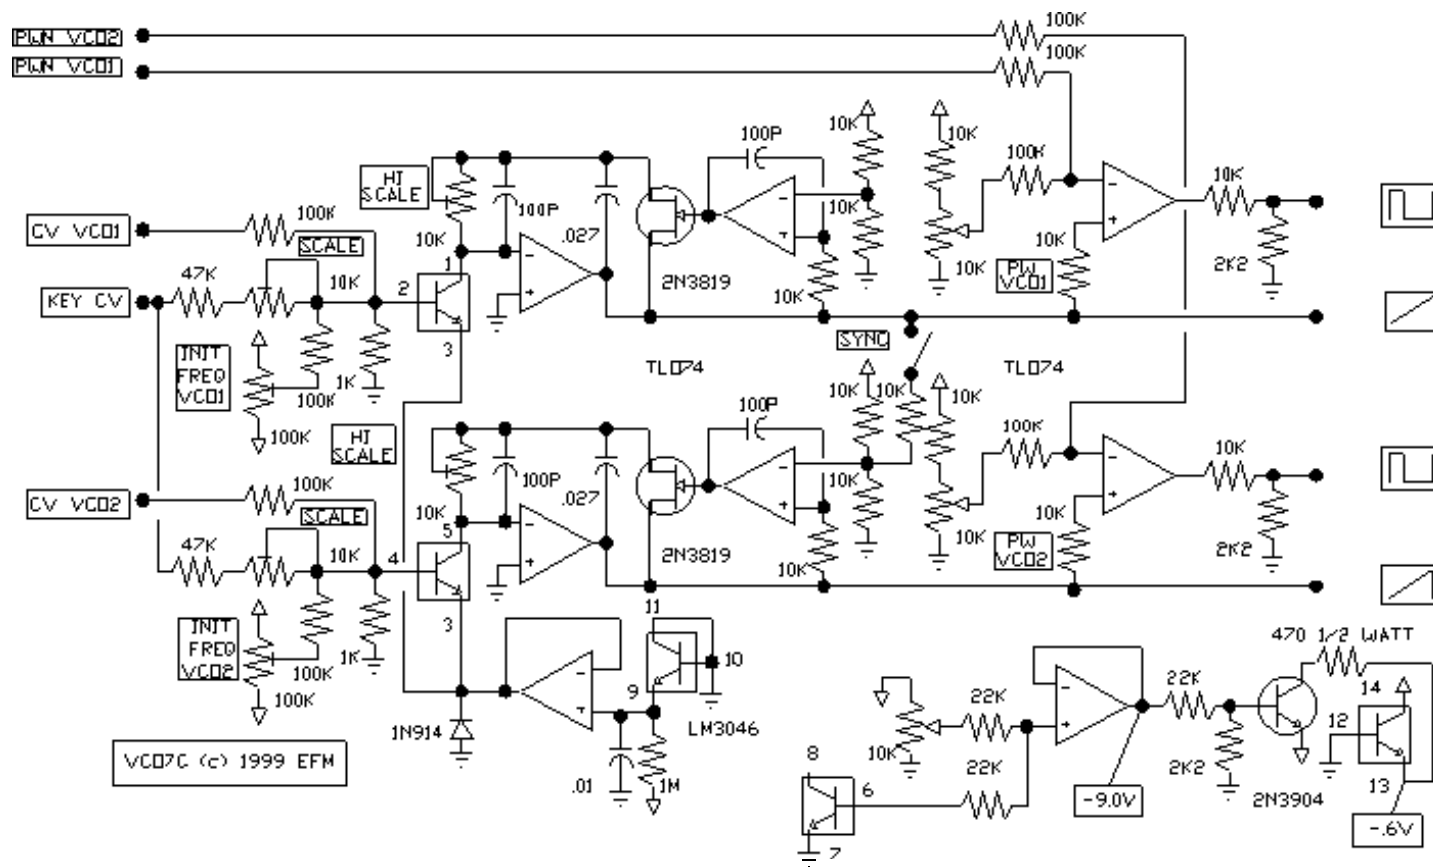 PWN VCO2
100K
PWN VCO1
100K
100P
10K
10K
100K
HI
SCALE
10K
100K
100P
10K
CV VCO1
SCALE
10K
.027
10K
10K
47K
10K
1
2N3819
10K
PW
VCO1
2K2
KEY CV
2
10K
SYNC
INIT
FREQ
VCO1
3
TL074
TL074
1K
100K
10K
10K
10K
100P
100K
HI
SCALE
100K
10K
100K
100P
10K
CV VCO2
SCALE
10K
.027
10K
10K
47K
10K
4
5
2N3819
10K
PW
VCO2
2K2
10K
INIT
FREQ
VCO2
3
11
470 1/2 WATT
1K
100K
10
9
22K
22K
14
100K
1N914
LM3046
12
VCO7C (c) 1999 EFM
.01
1M
10K
8
22K
2K2
13
6
-9.0V
2N3904
-.6V
7